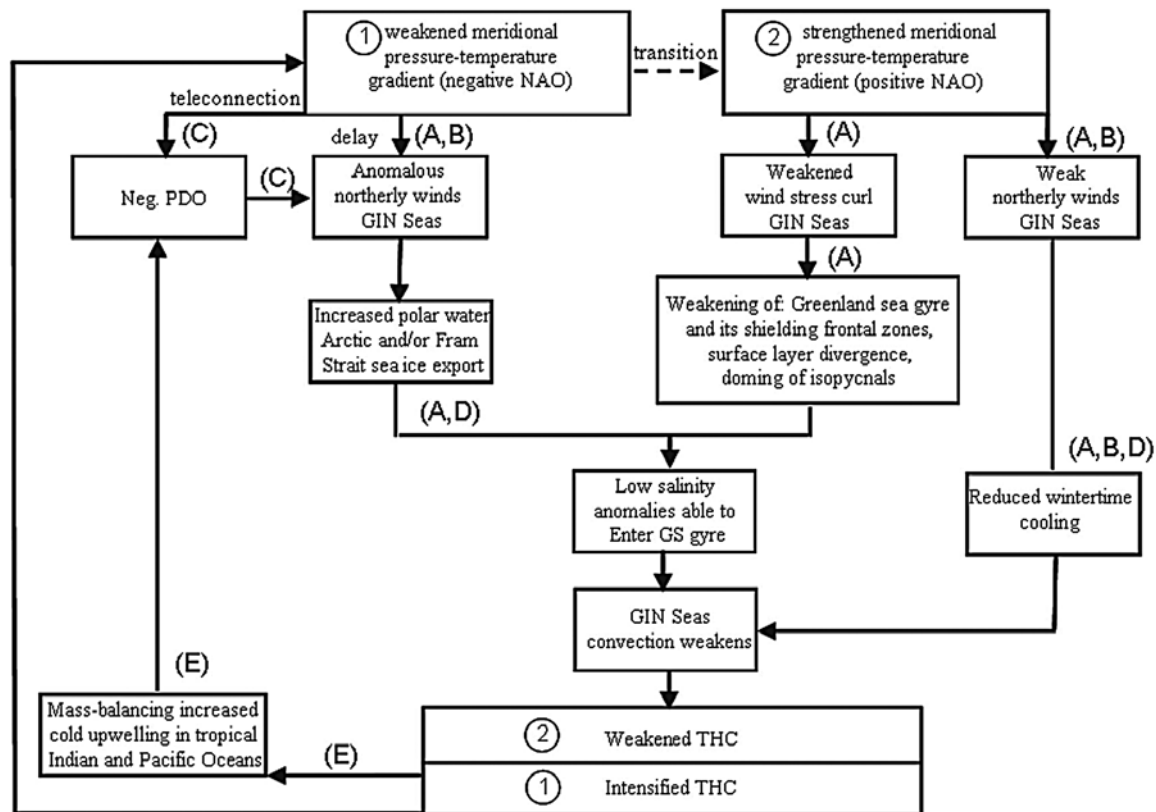 1 weakened meridional
pressure-temperature
gradient (negative NAO)
transition
2 strengthened meridional
pressure-temperature
gradient (positive NAO)
teleconnection
(C)
delay
(A,B)
(A)
(A,B)
Neg. PDO
(C)
Anomalous
northerly winds
GIN Seas
Weakened
wind stress curl
GIN Seas
Weak
northerly winds
GIN Seas
(A)
Increased polar water
Arctic and/or Fram
Strait sea ice export
Weakening of: Greenland sea gyre
and its shielding frontal zones,
surface layer divergence,
doming of isopycnals
(A,D)
(A,B,D)
Low salinity
anomalies able to
Enter GS gyre
Reduced wintertime
cooling
GIN Seas
convection weakens
(E)
Mass-balancing increased
cold upwelling in tropical
Indian and Pacific Oceans
(E)
2 Weakened THC
1 Intensified THC